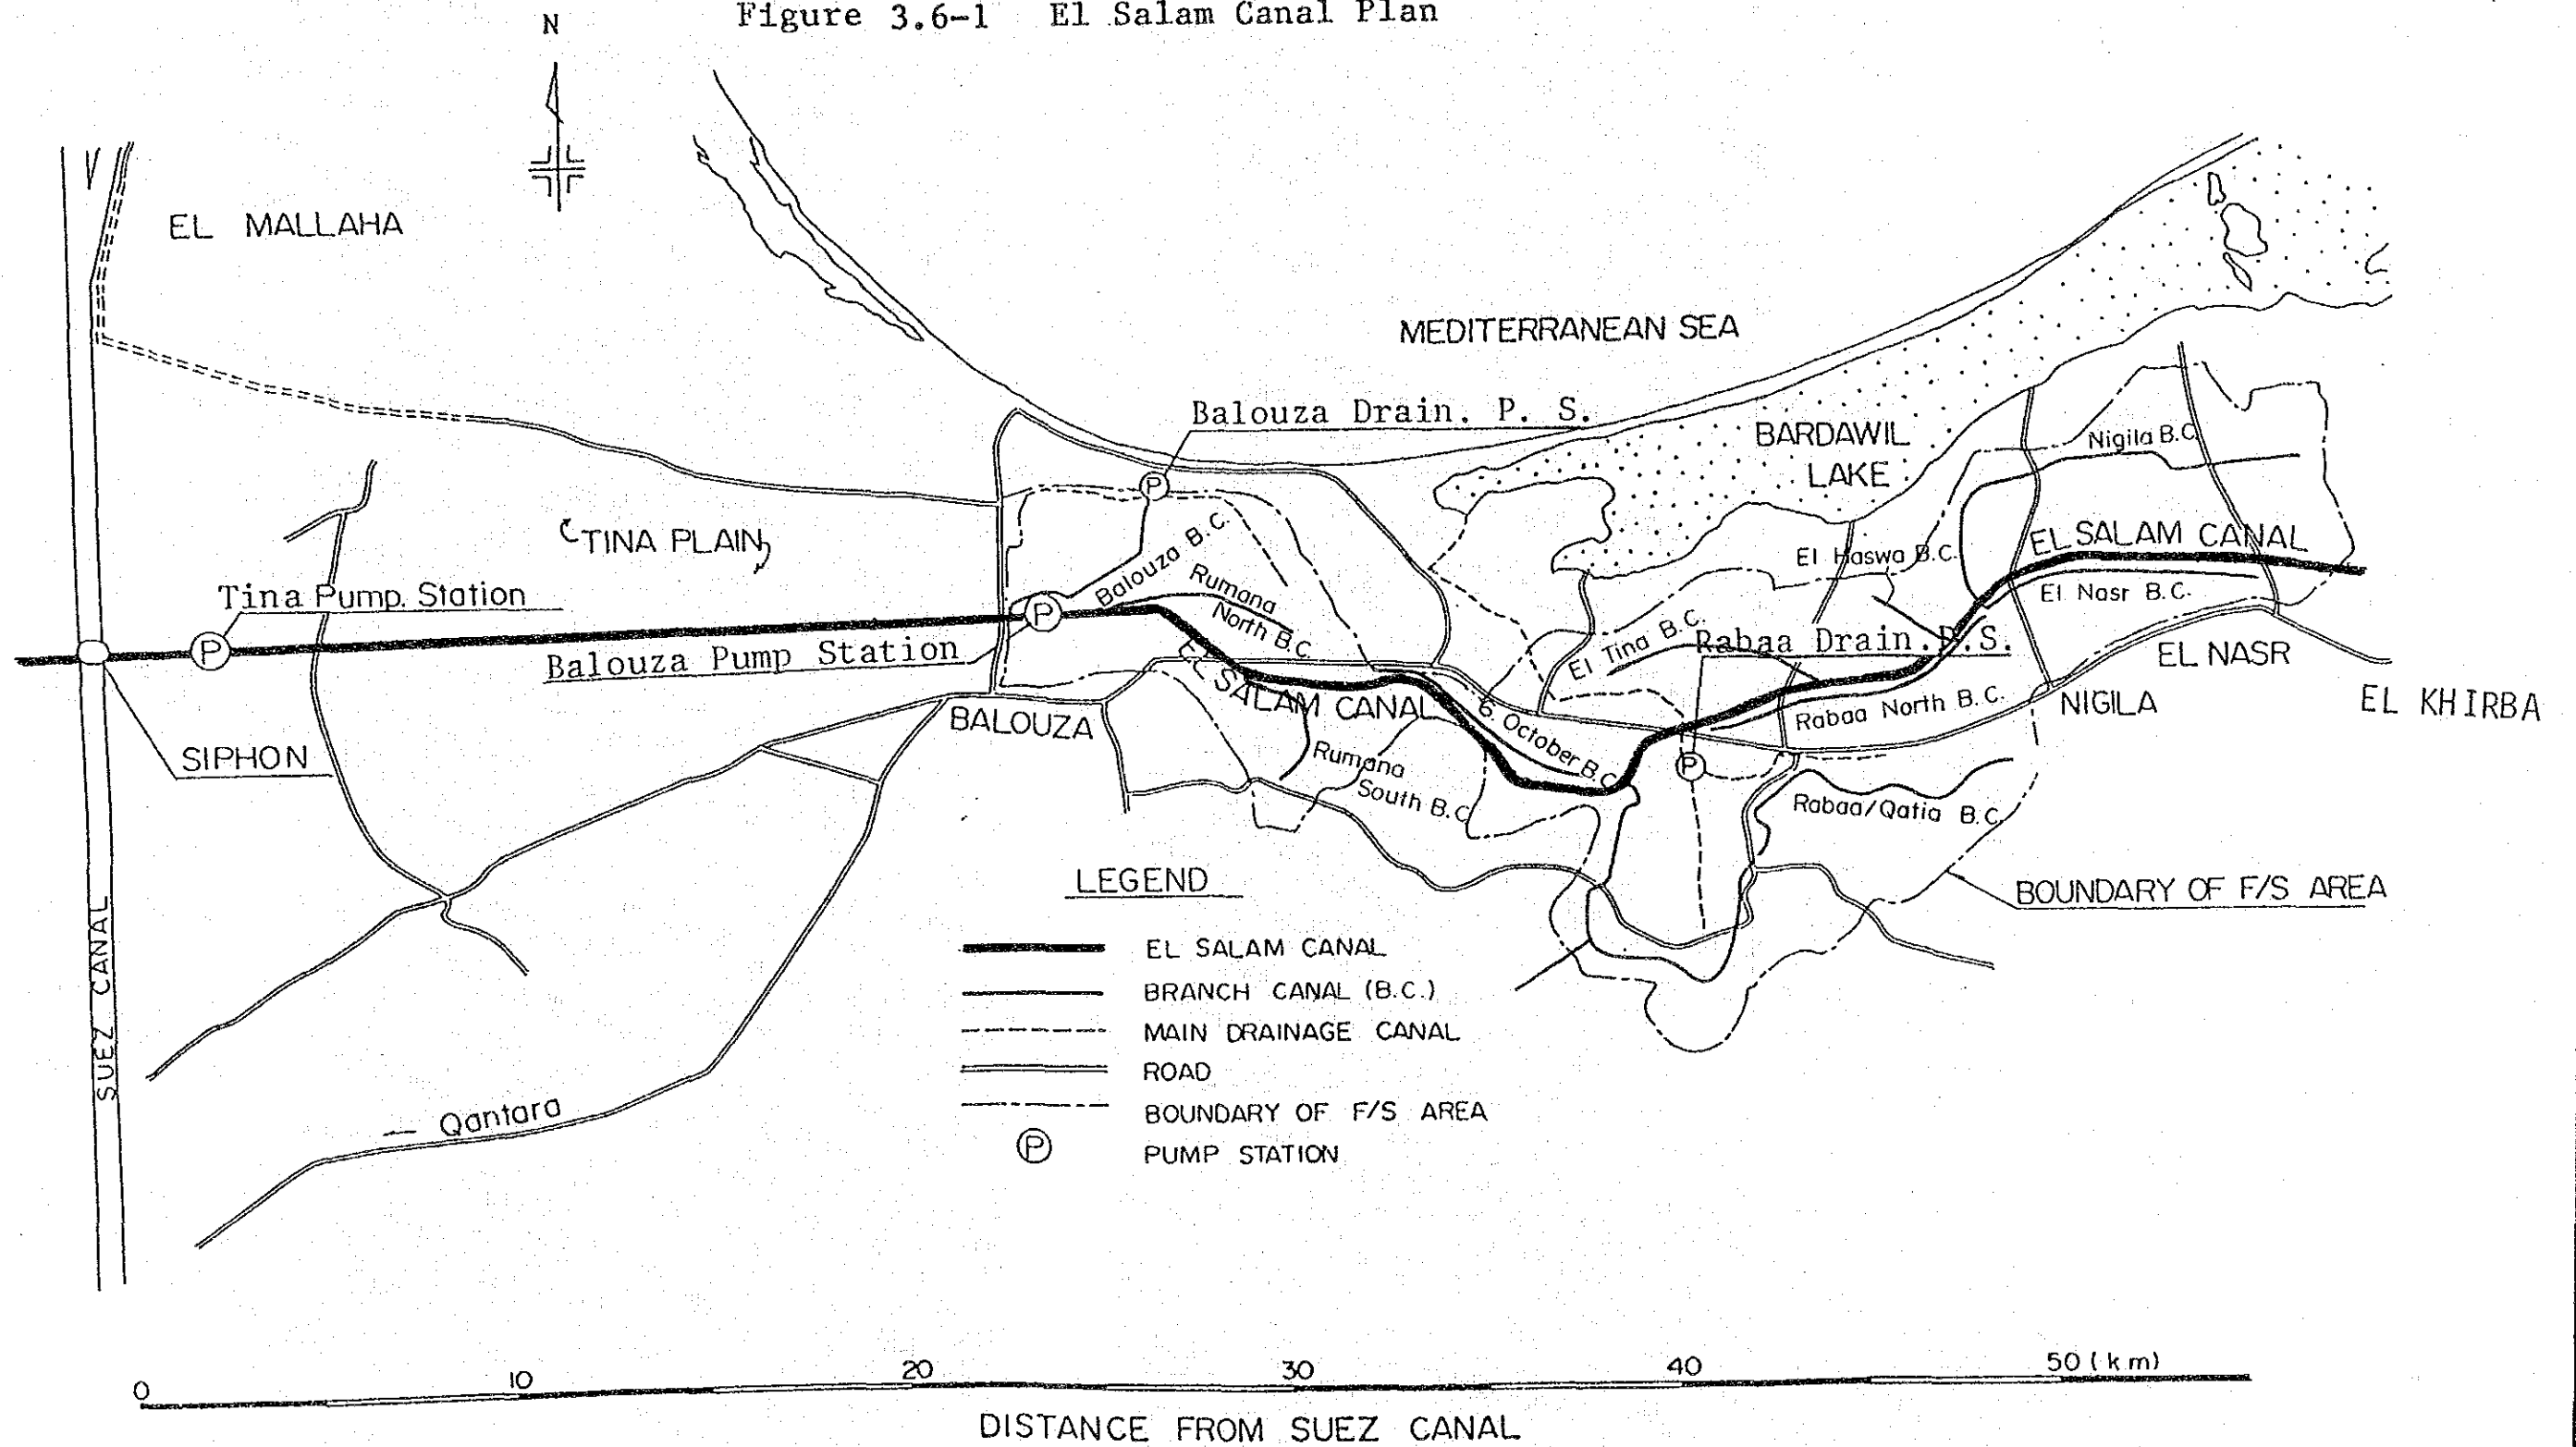 Figure 3.6-1 El Salam Canal Plan
N
EL MALLAHA
MEDITERRANEAN SEA
Balouza Drain. P. S.
BARDAWIL
LAKE
Nigila B.C.
TINA PLAIN
Balouza B.C.
Rumana
North B.C.
El Haswa B.C.
EL SALAM CANAL
El Nasr B.C.
Tina Pump. Station
P
P
P
Balouza Pump Station
El Tina B.C.
Rabaa Drain. P.S.
EL NASR
EL SALAM CANAL
6. October B.C.
Rabaa North B.C.
NIGILA
EL KHIRBA
BALOUZA
SIPHON
Rumana
South B.C.
P
Rabaa/Qatia B.C.
BOUNDARY OF F/S AREA
SUEZ CANAL
Qantara
LEGEND
EL SALAM CANAL
BRANCH CANAL (B.C.)
MAIN DRAINAGE CANAL
ROAD
BOUNDARY OF F/S AREA
P PUMP STATION
0 10 20 30 40 50 (km)
DISTANCE FROM SUEZ CANAL